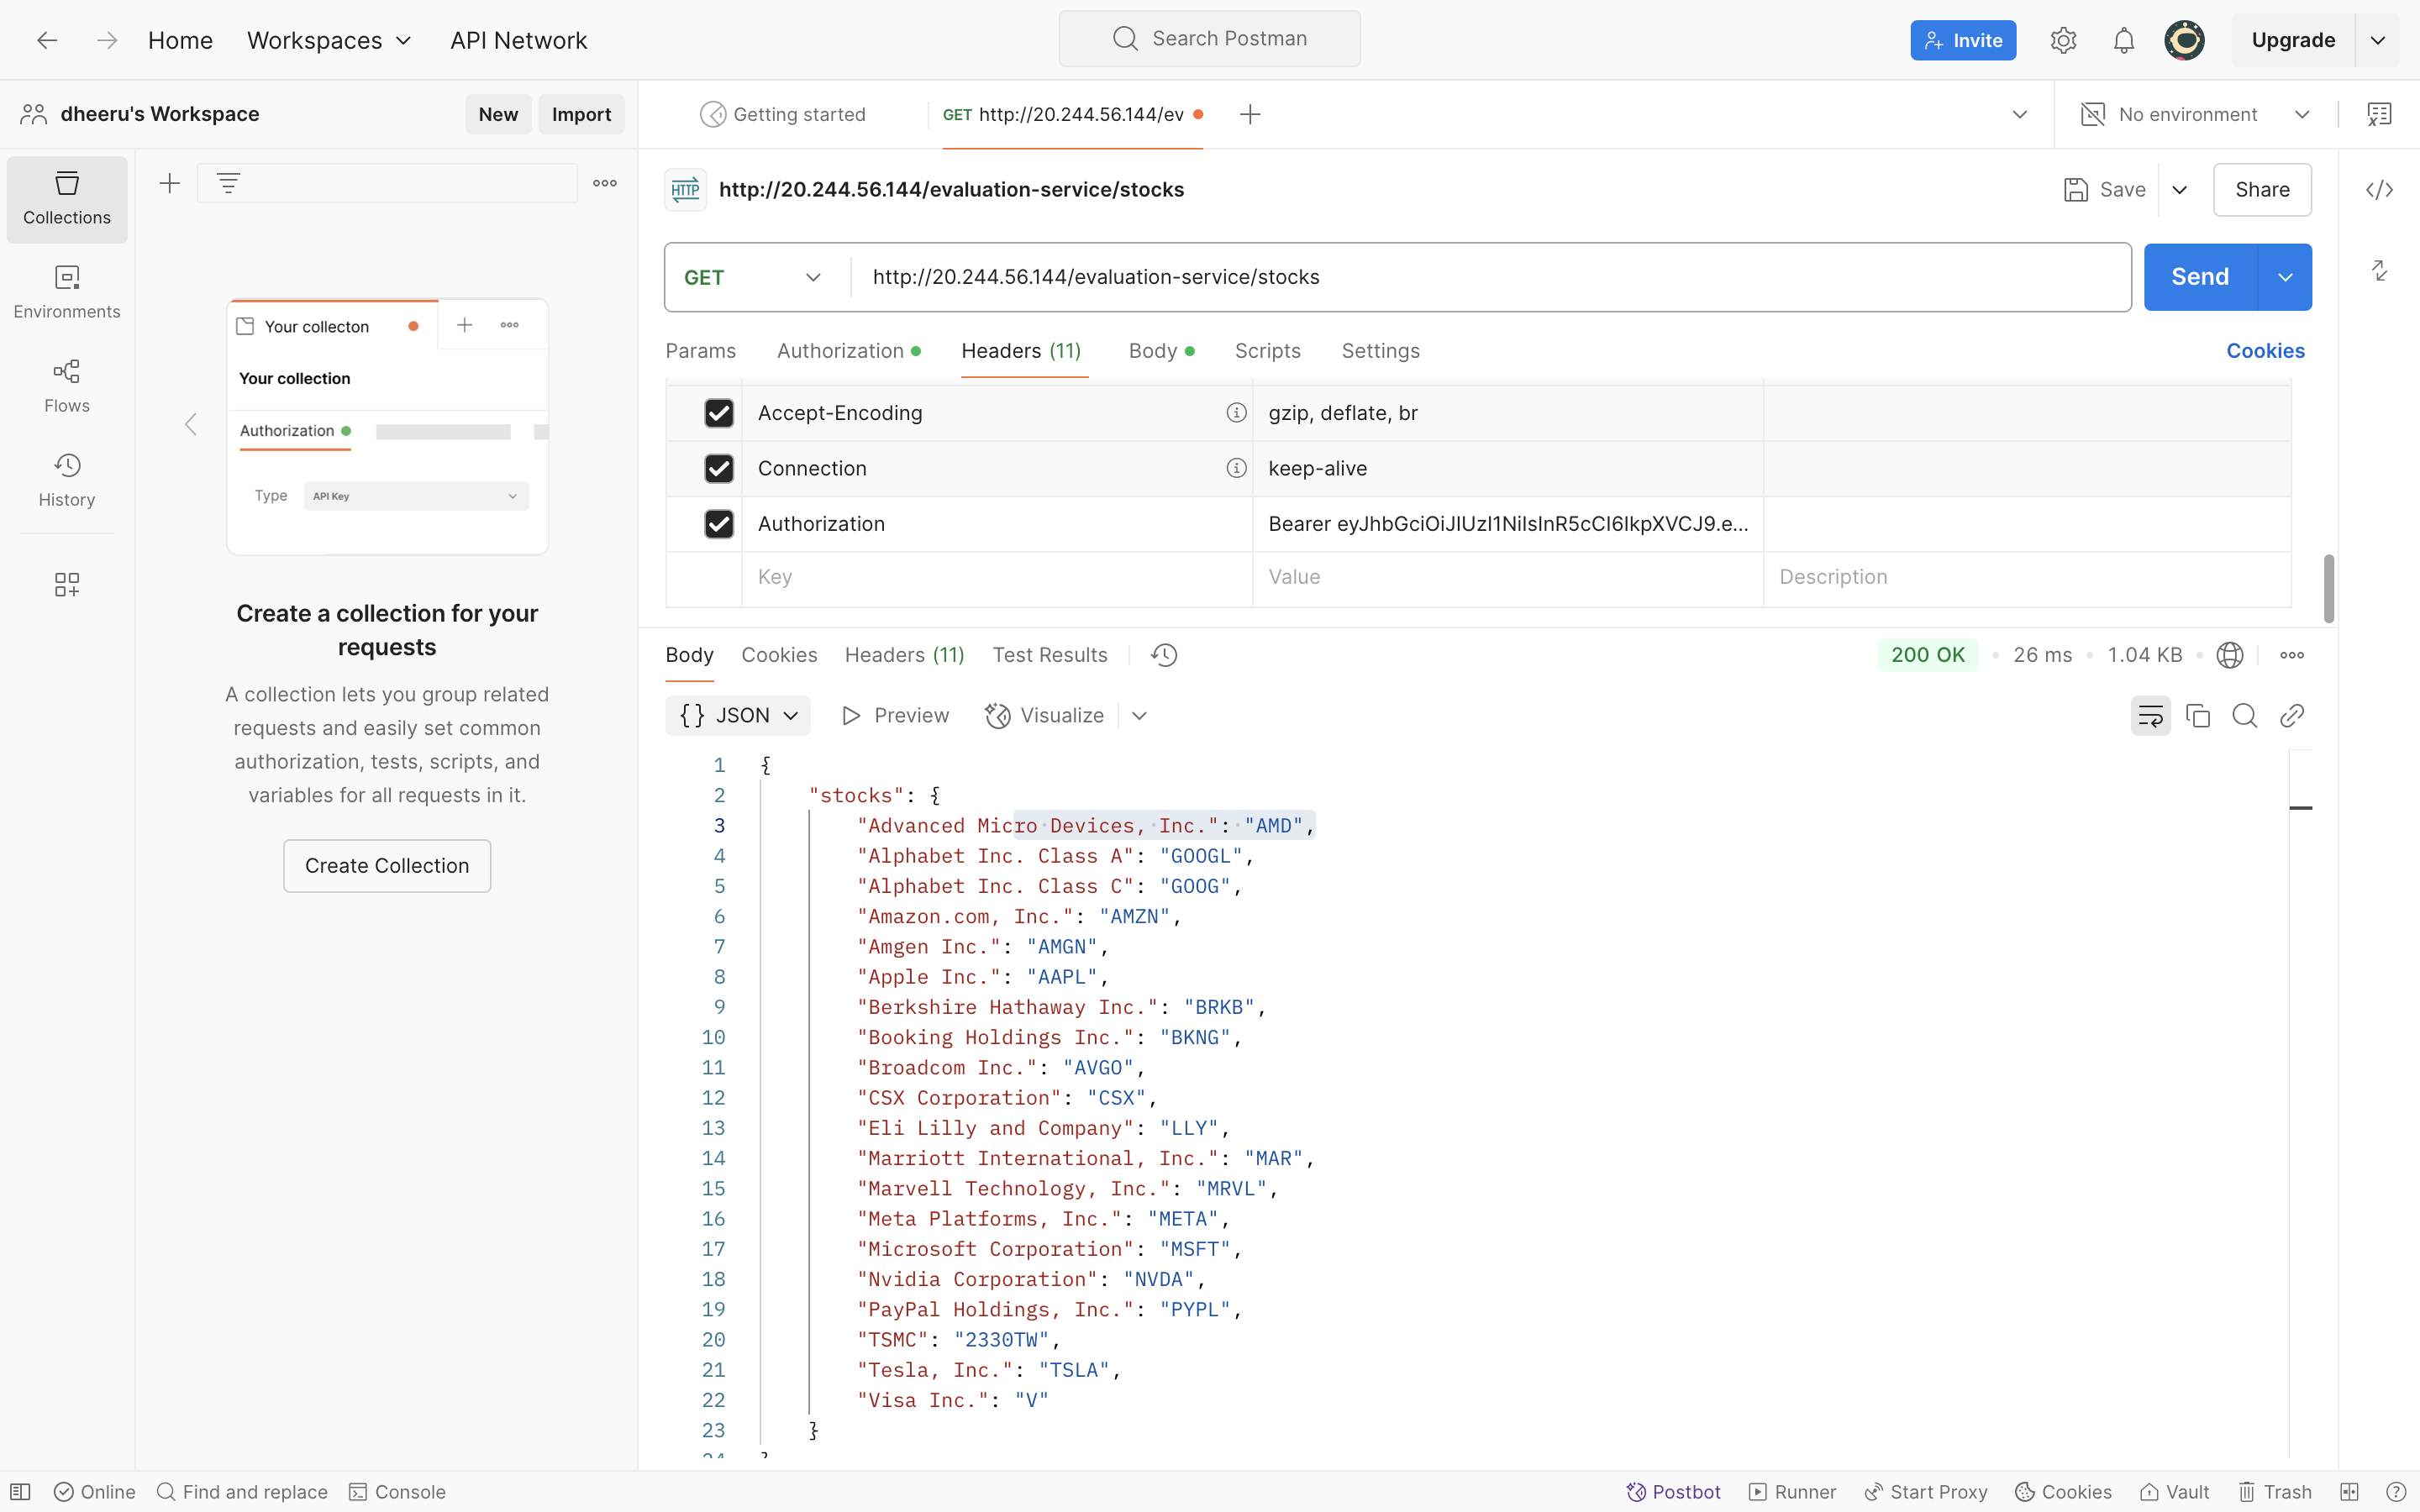 Home
Workspaces
API Network
Search Postman
Invite
Upgrade
dheeru's Workspace
New
Import
Getting started
GET http://20.244.56.144/ev
No environment
Collections
Environments
Flows
History
Your collecton
Your collection
Authorization
Type
API Key
Create a collection for your
requests
A collection lets you group related
requests and easily set common
authorization, tests, scripts, and
variables for all requests in it.
Create Collection
HTTP
http://20.244.56.144/evaluation-service/stocks
Save
Share
GET
http://20.244.56.144/evaluation-service/stocks
Send
Params
Authorization
Headers (11)
Body
Scripts
Settings
Cookies
Accept-Encoding
gzip, deflate, br
Connection
keep-alive
Authorization
Bearer eyJhbGciOiJIUzI1NiIsInR5cCI6IkpXVCJ9.e...
Key
Value
Description
Body
Cookies
Headers (11)
Test Results
200 OK
26 ms
1.04 KB
{} JSON
Preview
Visualize
1 {
2 "stocks": {
3 "Advanced Micro Devices, Inc.": "AMD",
4 "Alphabet Inc. Class A": "GOOGL",
5 "Alphabet Inc. Class C": "GOOG",
6 "Amazon.com, Inc.": "AMZN",
7 "Amgen Inc.": "AMGN",
8 "Apple Inc.": "AAPL",
9 "Berkshire Hathaway Inc.": "BRKB",
10 "Booking Holdings Inc.": "BKNG",
11 "Broadcom Inc.": "AVGO",
12 "CSX Corporation": "CSX",
13 "Eli Lilly and Company": "LLY",
14 "Marriott International, Inc.": "MAR",
15 "Marvell Technology, Inc.": "MRVL",
16 "Meta Platforms, Inc.": "META",
17 "Microsoft Corporation": "MSFT",
18 "Nvidia Corporation": "NVDA",
19 "PayPal Holdings, Inc.": "PYPL",
20 "TSMC": "2330TW",
21 "Tesla, Inc.": "TSLA",
22 "Visa Inc.": "V"
23 }
Online
Find and replace
Console
Postbot
Runner
Start Proxy
Cookies
Vault
Trash